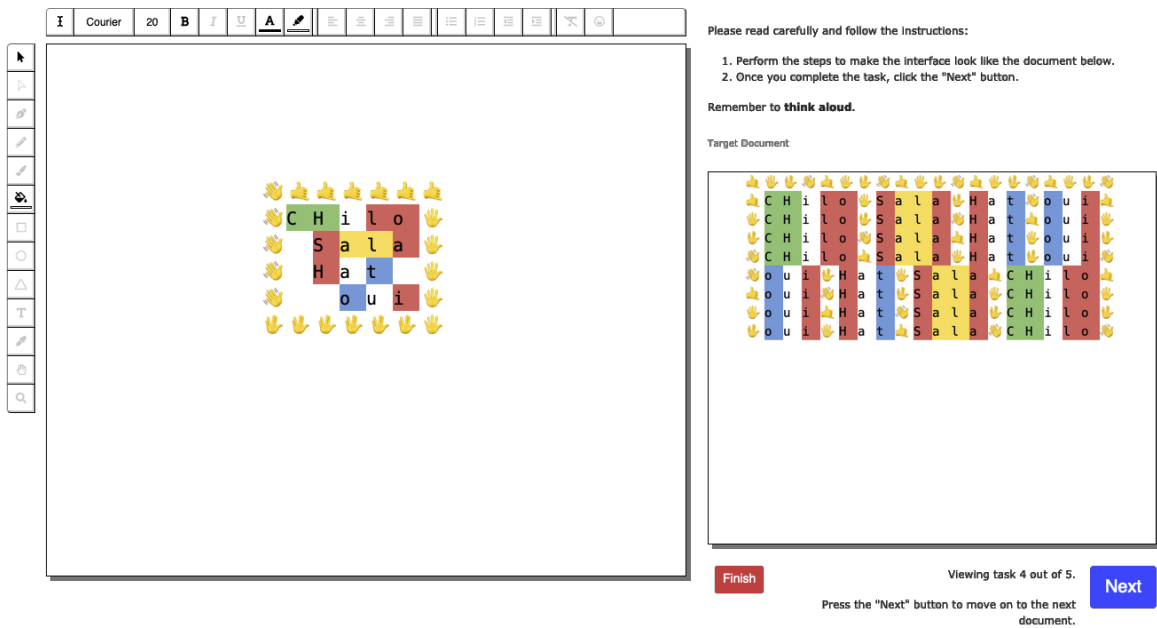 Courier 20 B I U A
T
C H i l o
S a l a
H a t
o u i
Please read carefully and follow the instructions:
1. Perform the steps to make the interface look like the document below.
2. Once you complete the task, click the "Next" button.
Remember to think aloud.
Target Document
C H i l o S a l a H a t o u i
C H i l o S a l a H a t o u i
C H i l o S a l a H a t o u i
C H i l o S a l a H a t o u i
o u i H a t S a l a C H i l o
o u i H a t S a l a C H i l o
o u i H a t S a l a C H i l o
o u i H a t S a l a C H i l o
Finish
Viewing task 4 out of 5.
Press the "Next" button to move on to the next
document.
Next